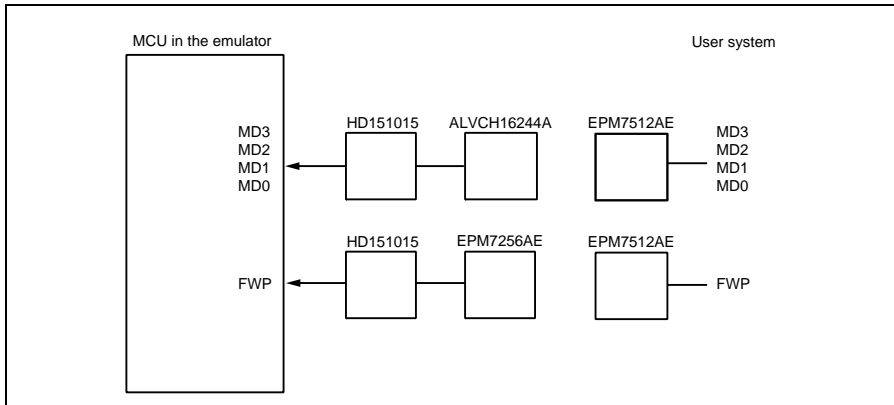 MCU in the emulator
User system
HD151015
ALVCH16244A
EPM7512AE
MD3
MD2
MD1
MD0
MD3
MD2
MD1
MD0
HD151015
EPM7256AE
EPM7512AE
FWP
FWP